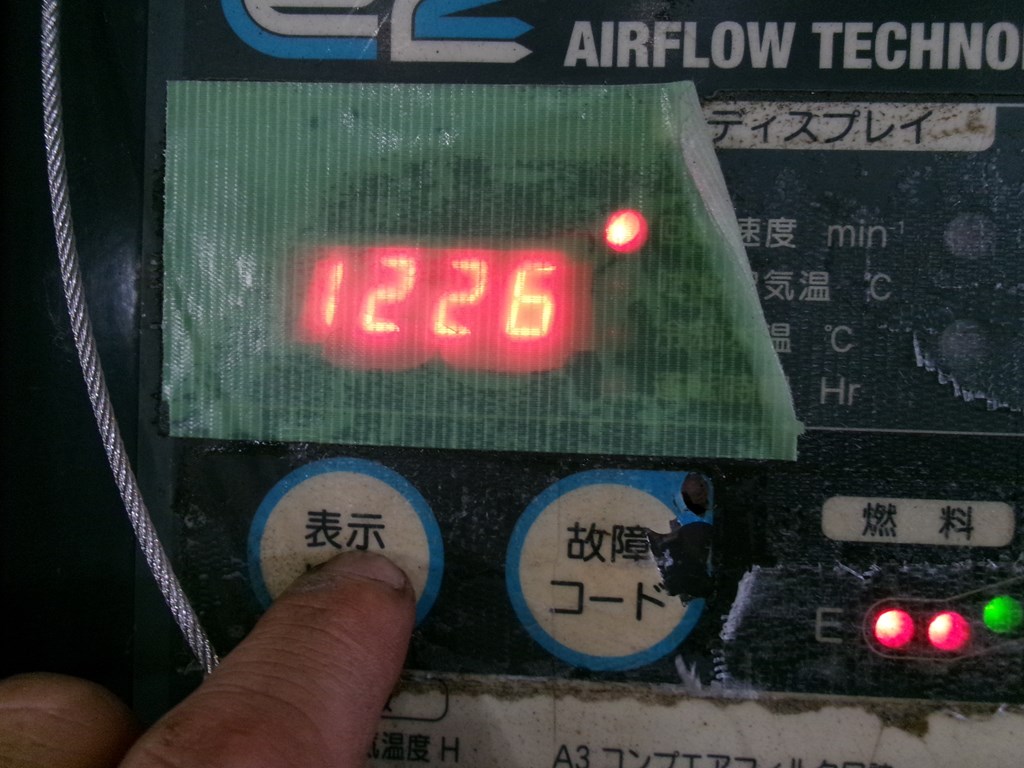 AIRFLOW TECHNO
ディスプレイ
1226
速度 min-1
気温 ℃
温 ℃
Hr
表示
故障
コード
燃料
E
温度 H
A3 コンプエアフィルタ